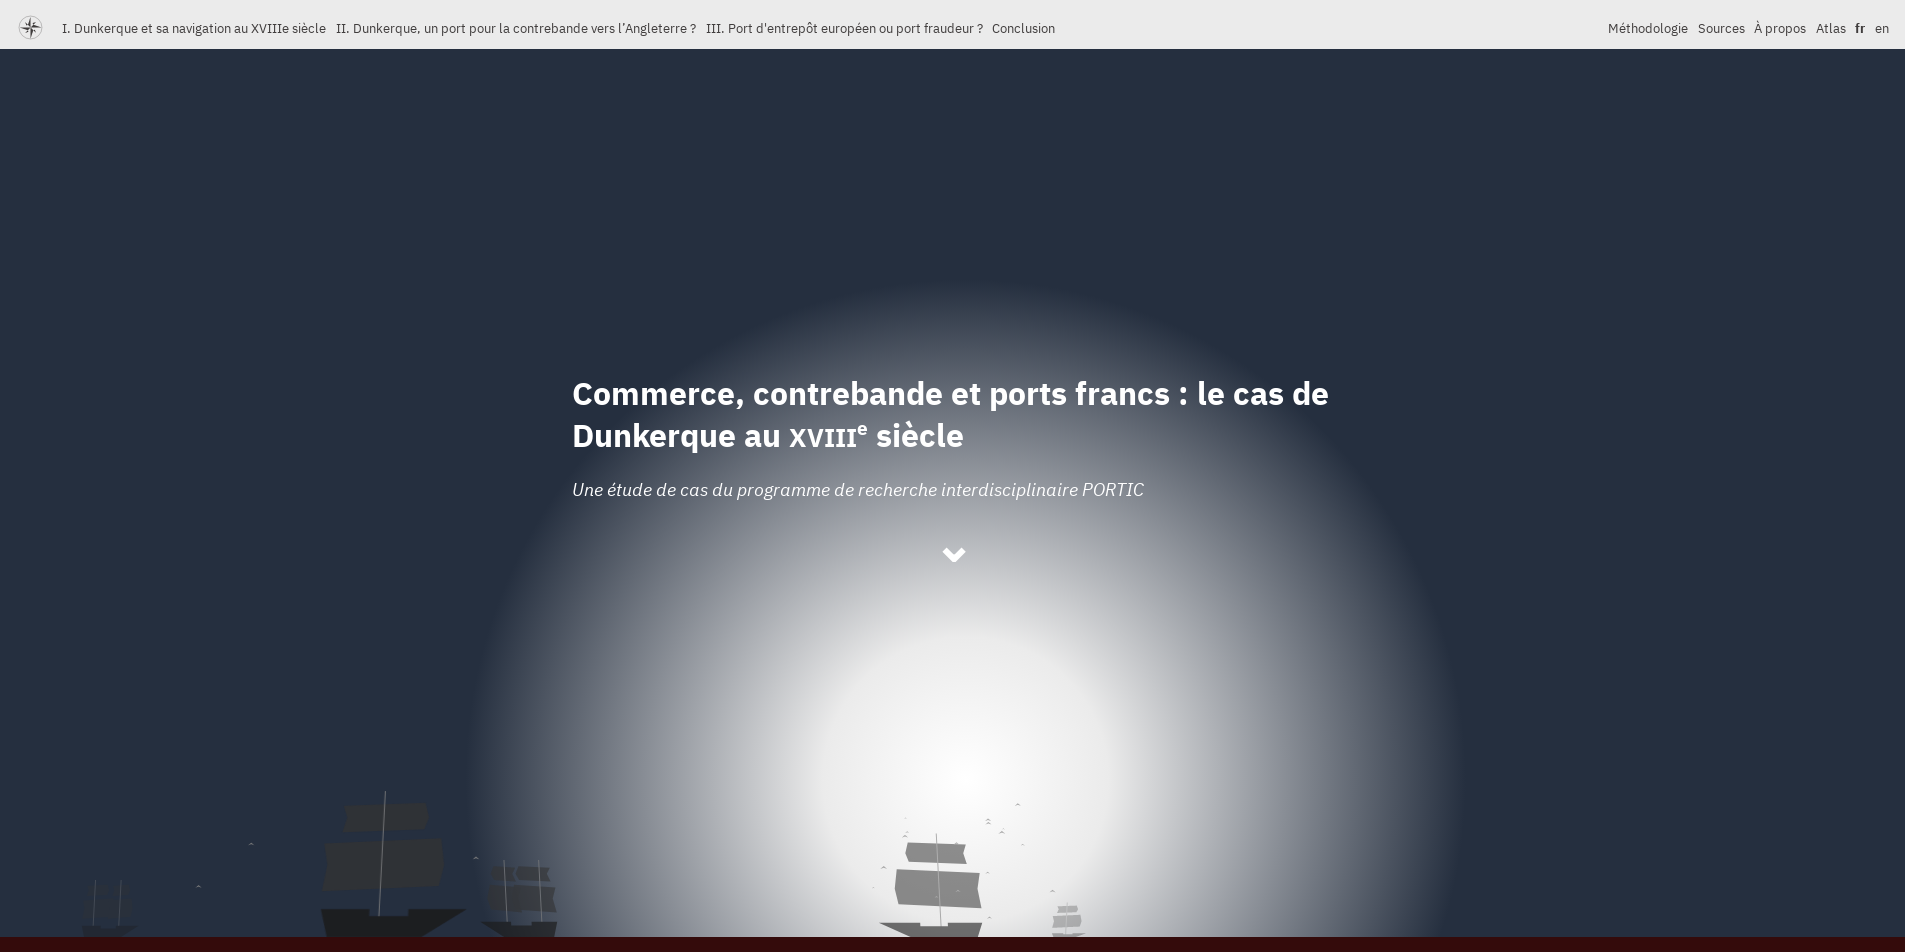 I. Dunkerque et sa navigation au XVIIIe siècle II. Dunkerque, un port pour la contrebande vers l’Angleterre ? III. Port d'entrepôt européen ou port fraudeur ? Conclusion Méthodologie Sources À propos Atlas fr en
Commerce, contrebande et ports francs : le cas de
Dunkerque au XVIIIe siècle
Une étude de cas du programme de recherche interdisciplinaire PORTIC